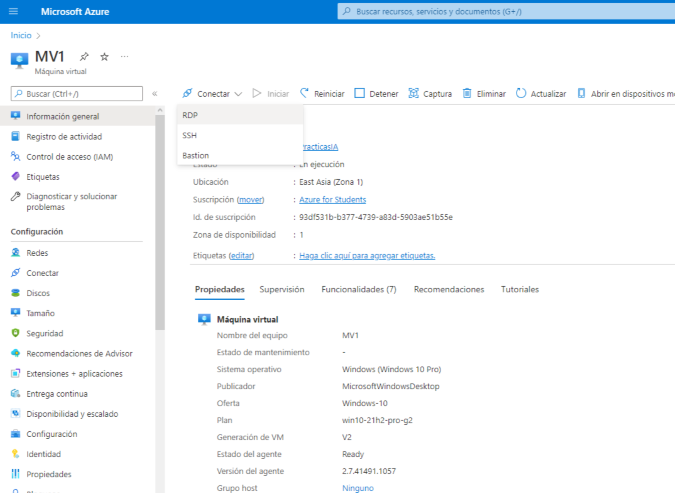 Microsoft Azure
Buscar recursos, servicios y documentos (G+/)
Inicio >
MV1
Máquina virtual
Buscar (Ctrl+/)
«
Información general
Registro de actividad
Control de acceso (IAM)
Etiquetas
Diagnosticar y solucionar
problemas
Configuración
Redes
Conectar
Discos
Tamaño
Seguridad
Recomendaciones de Advisor
Extensiones + aplicaciones
Entrega continua
Disponibilidad y escalado
Configuración
Identidad
Propiedades
Conectar
Iniciar
Reiniciar
Detener
Captura
Eliminar
Actualizar
Abrir en dispositivos
RDP
SSH
Bastion
PracticasIA
Estado : En ejecución
Ubicación : East Asia (Zona 1)
Suscripción (mover) : Azure for Students
Id. de suscripción : 93df531b-b377-4739-a83d-5903ae51b55e
Zona de disponibilidad : 1
Etiquetas (editar) : Haga clic aquí para agregar etiquetas.
Propiedades Supervisión Funcionalidades (7) Recomendaciones Tutoriales
Máquina virtual
Nombre del equipo MV1
Estado de mantenimiento -
Sistema operativo Windows (Windows 10 Pro)
Publicador MicrosoftWindowsDesktop
Oferta Windows-10
Plan win10-21h2-pro-g2
Generación de VM V2
Estado del agente Ready
Versión del agente 2.7.41491.1057
Grupo host Ninguno